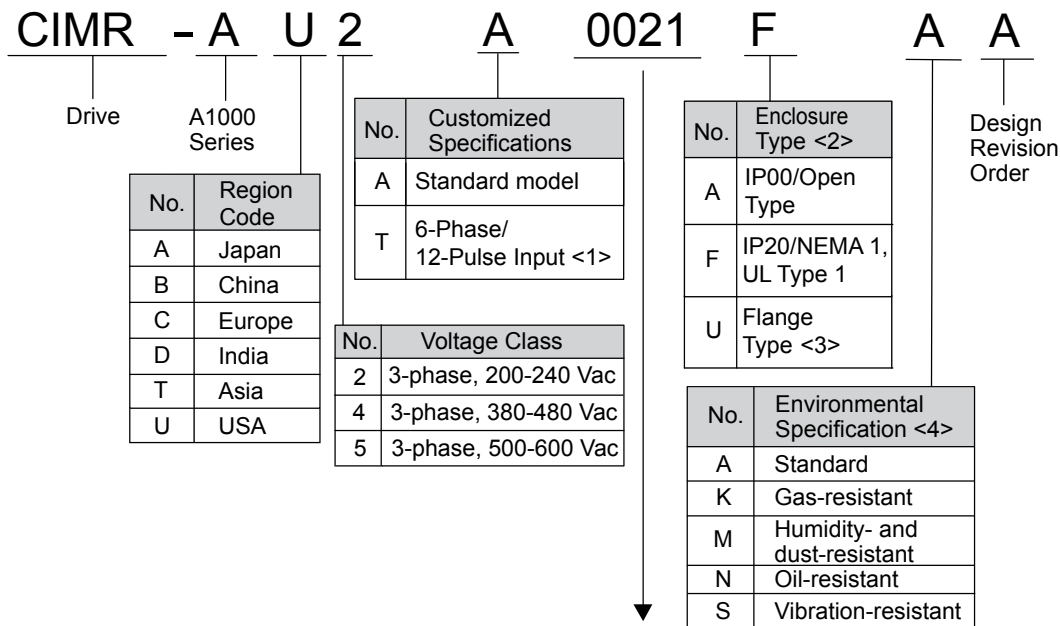 CIMR - A U 2 A 0021 F A A
Drive
A1000
Series
No. Region
Code
A Japan
B China
C Europe
D India
T Asia
U USA
No. Customized
Specifications
A Standard model
T 6-Phase/
12-Pulse Input <1>
No. Voltage Class
2 3-phase, 200-240 Vac
4 3-phase, 380-480 Vac
5 3-phase, 500-600 Vac
No. Enclosure
Type <2>
A IP00/Open
Type
F IP20/NEMA 1,
UL Type 1
U Flange
Type <3>
No. Environmental
Specification <4>
A Standard
K Gas-resistant
M Humidity- and
dust-resistant
N Oil-resistant
S Vibration-resistant
Design
Revision
Order